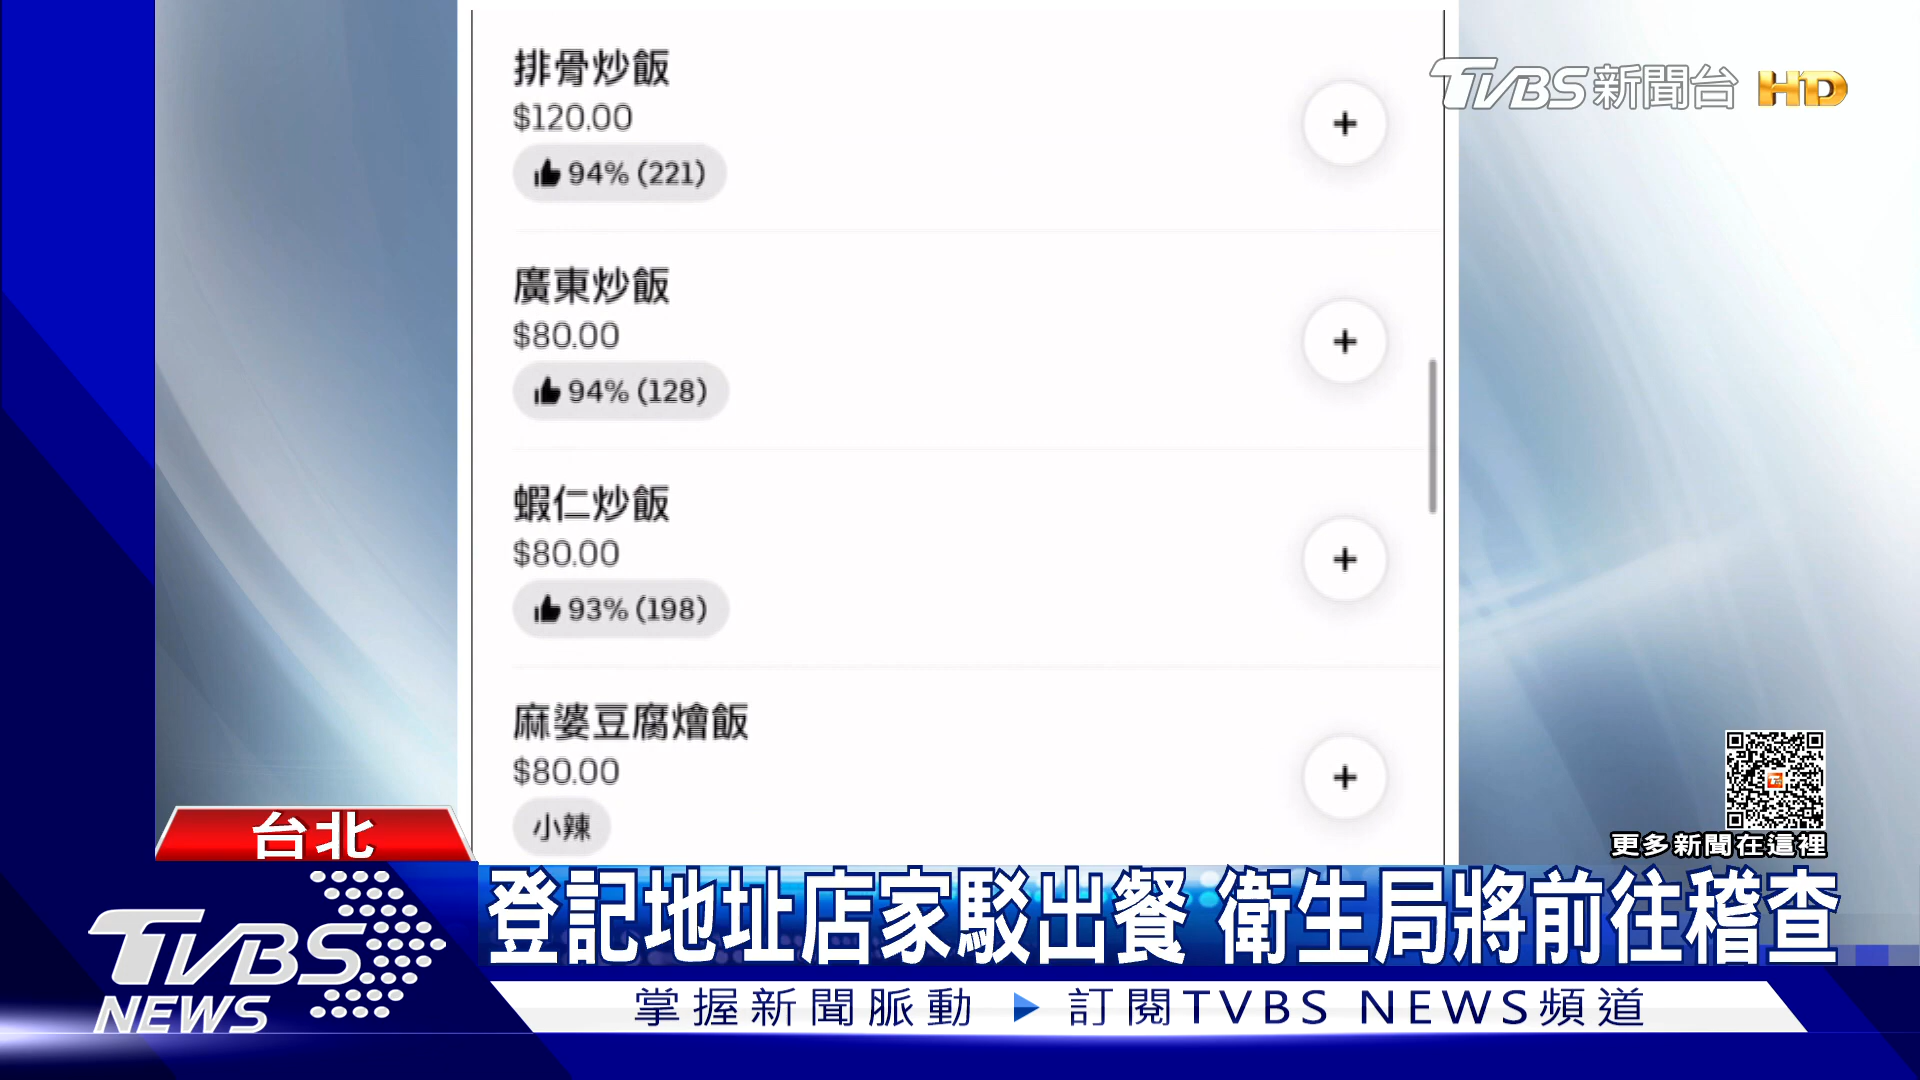 排骨炒飯
$120.00
94% (221)
廣東炒飯
$80.00
94% (128)
蝦仁炒飯
$80.00
93% (198)
麻婆豆腐燴飯
$80.00
小辣
TVBS新聞台 HD
更多新聞在這裡
台北
登記地址店家駁出餐 衛生局將前往稽查
TVBS
NEWS
掌握新聞脈動 ▶ 訂閱TVBS NEWS頻道